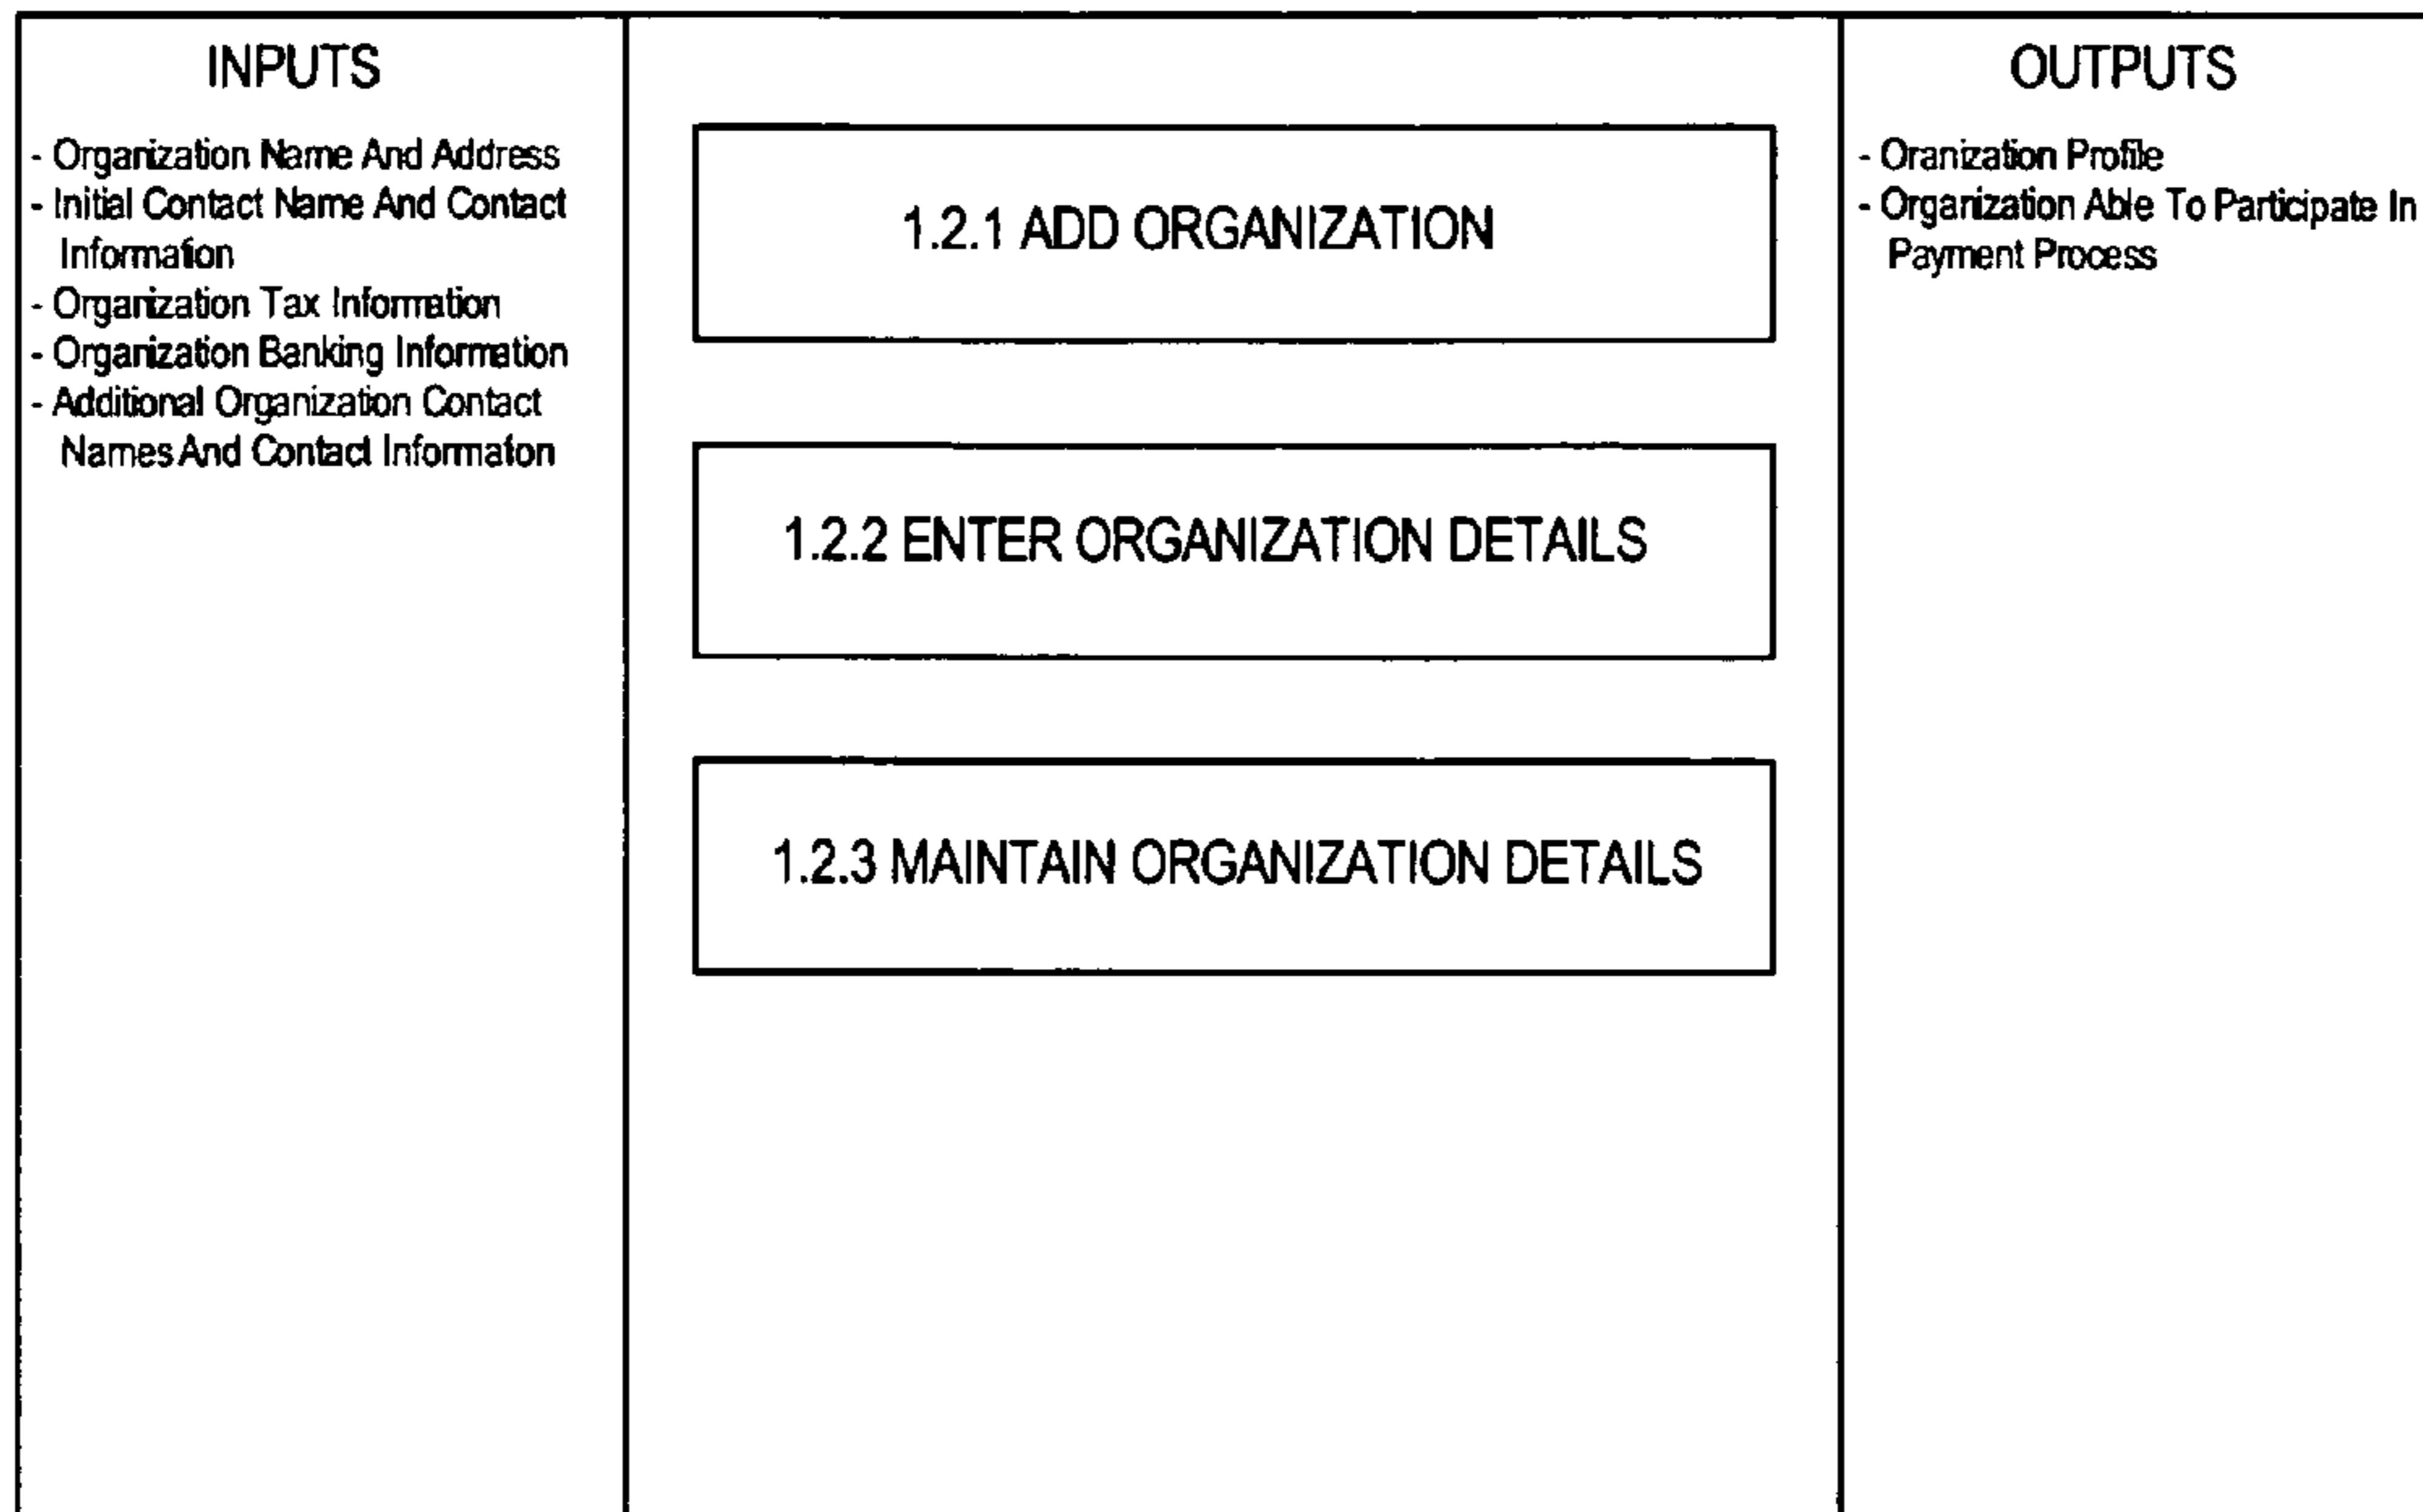 INPUTS
- Organization Name And Address
- Initial Contact Name And Contact
Information
- Organization Tax Information
- Organization Banking Information
- Additional Organization Contact
Names And Contact Informaton
1.2.1 ADD ORGANIZATION
1.2.2 ENTER ORGANIZATION DETAILS
1.2.3 MAINTAIN ORGANIZATION DETAILS
OUTPUTS
- Oranization Profile
- Organization Able To Participate In
Payment Process